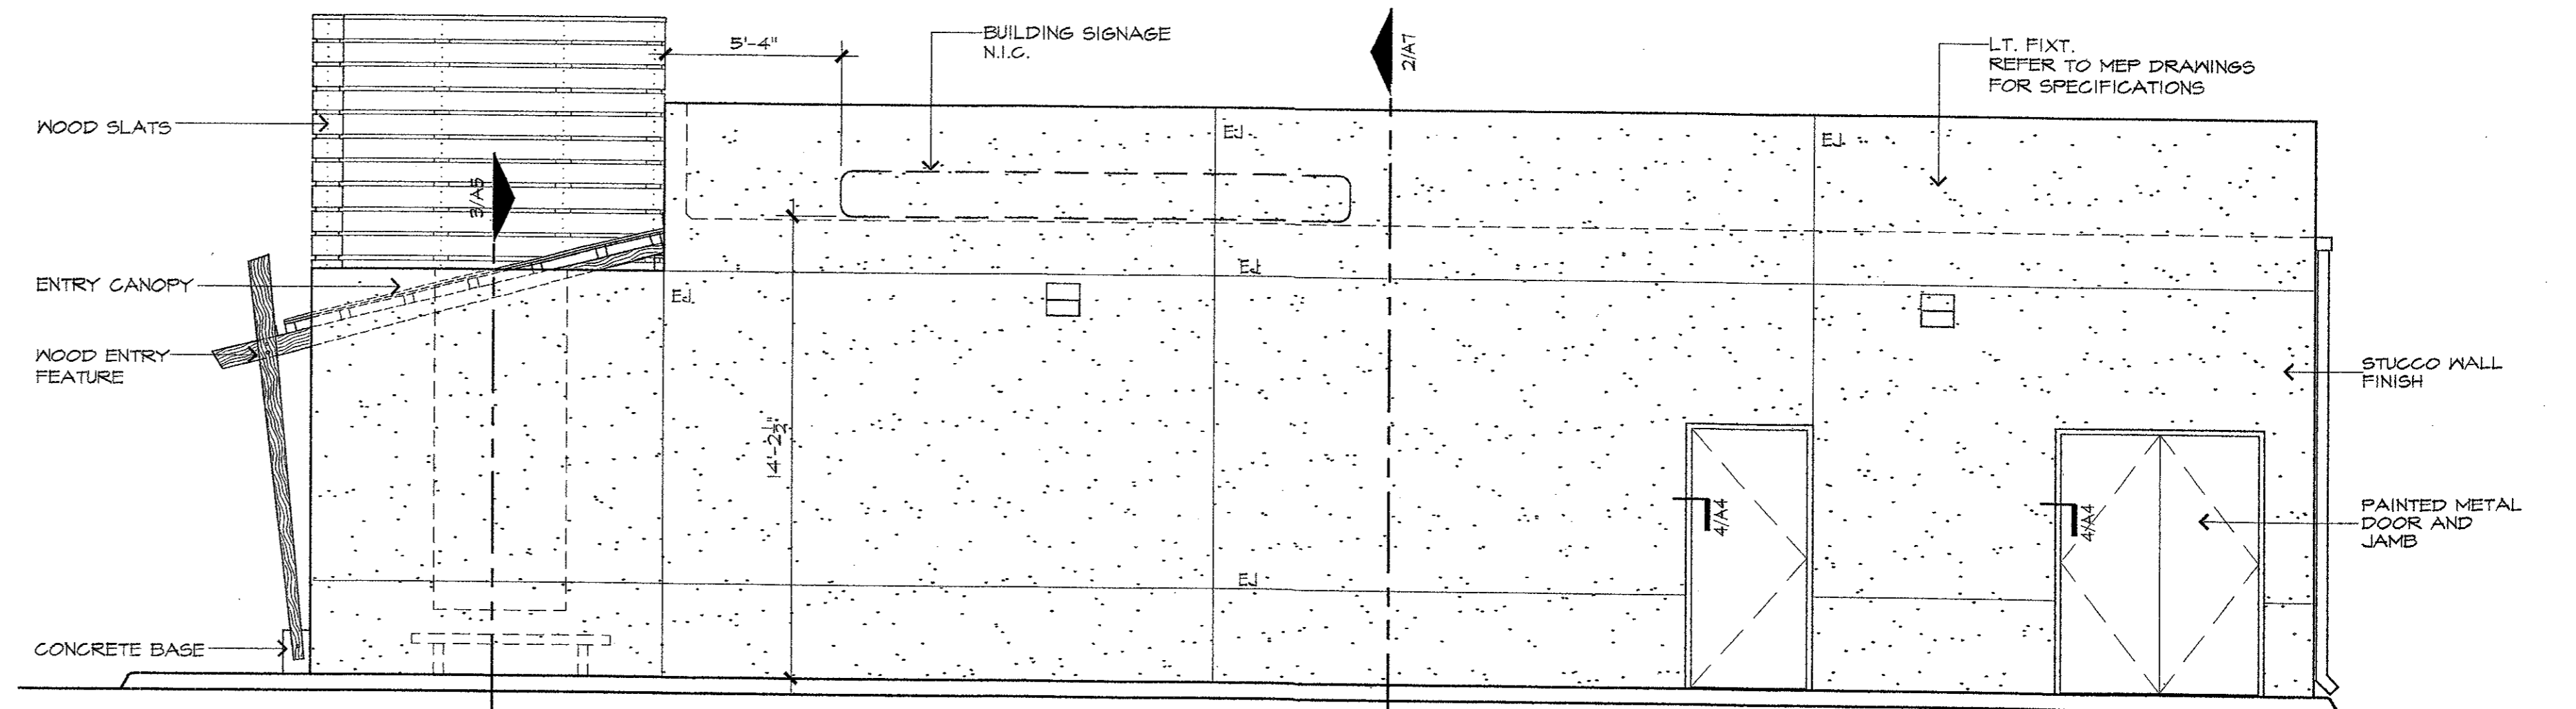 5'-4"
BUILDING SIGNAGE
N.I.C.
2/A7
LT. FIXT.
REFER TO MEP DRAWINGS
FOR SPECIFICATIONS
WOOD SLATS
E.J.
E.J.
3/A5
ENTRY CANOPY
E.J.
E.J.
WOOD ENTRY
FEATURE
STUCCO WALL
FINISH
14'-2 1/2"
4/A4
4/A4
PAINTED METAL
DOOR AND
JAMB
E.J.
CONCRETE BASE